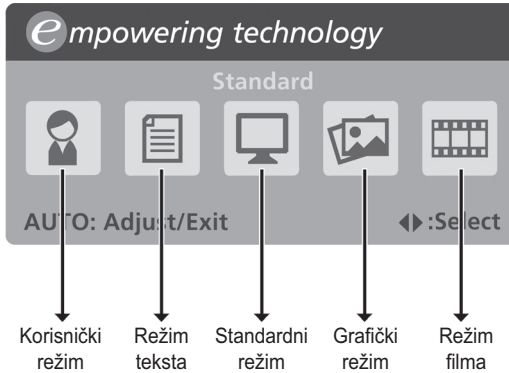 empowering technology
Standard
AUTO: Adjust/Exit
:Select
Korisnički režim
Režim teksta
Standardni režim
Grafički režim
Režim filma